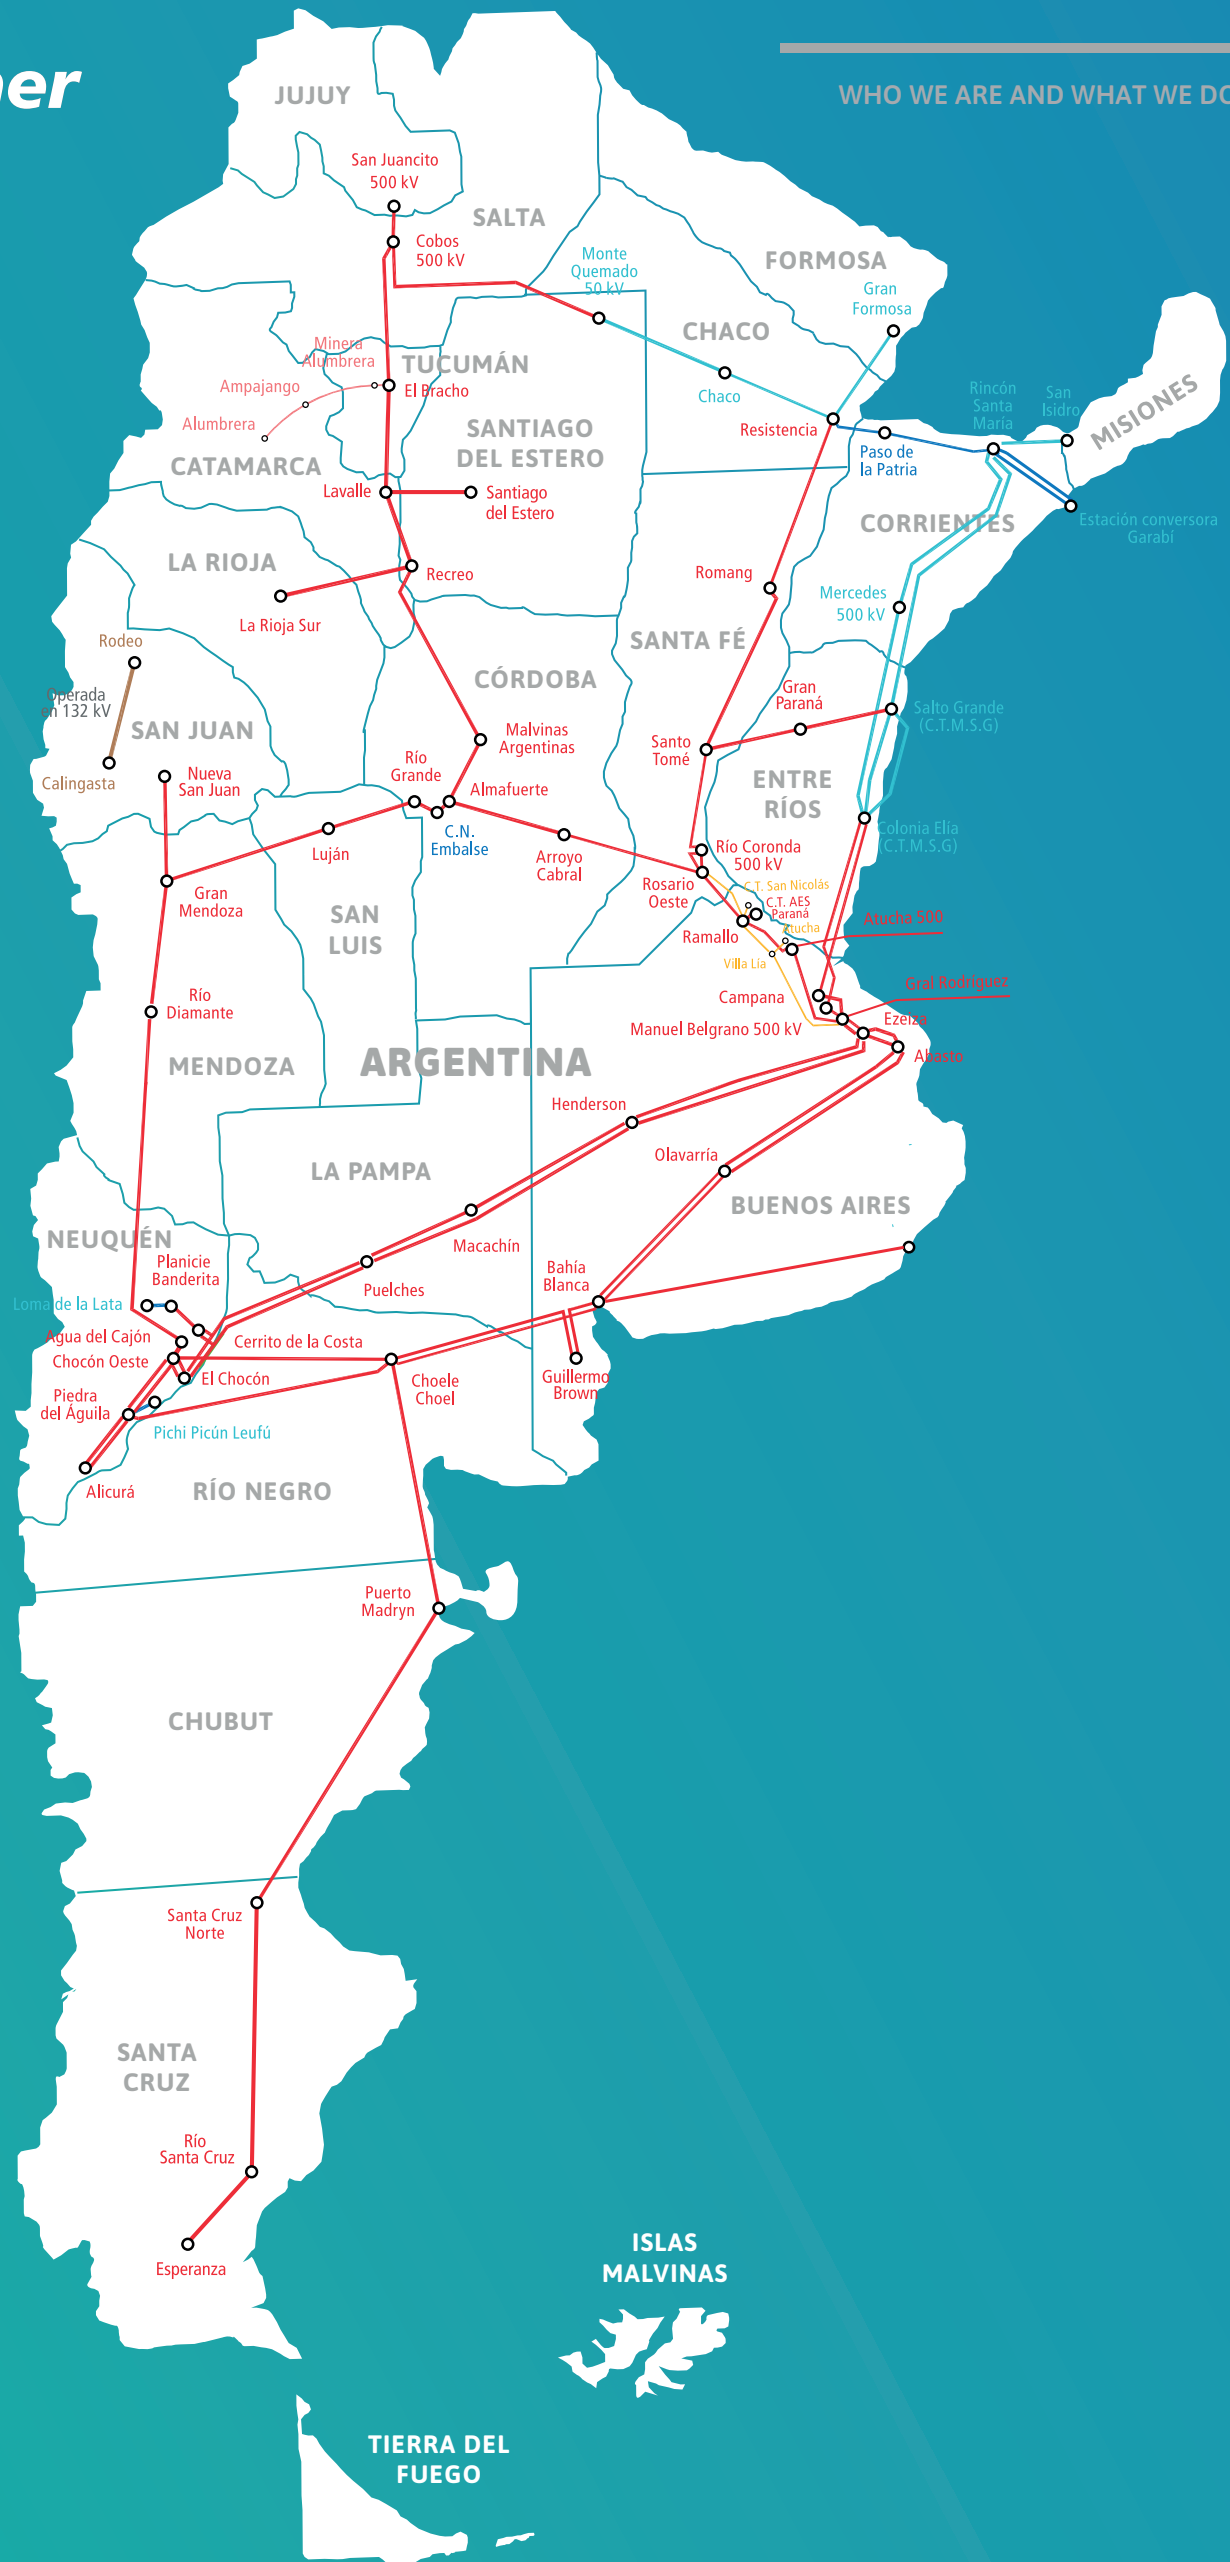 ner
WHO WE ARE AND WHAT WE DO
JUJUY
San Juancito
500 kV
SALTA
Cobos
500 kV
Monte
Quemado
50 kV
FORMOSA
Gran
Formosa
CHACO
Chaco
Minera
Alumbrera
TUCUMÁN
El Bracho
Ampajango
Alumbrera
CATAMARCA
SANTIAGO
DEL ESTERO
Resistencia
Paso de
la Patria
Rincón
Santa
María
San
Isidro
MISIONES
Lavalle
Santiago
del Estero
CORRIENTES
Estación conversora
Garabí
LA RIOJA
Recreo
La Rioja Sur
Romang
Mercedes
500 kV
SANTA FÉ
Rodeo
Operada
en 132 kV
SAN JUAN
Calingasta
Nueva
San Juan
CÓRDOBA
Malvinas
Argentinas
Gran
Paraná
Salto Grande
(C.T.M.S.G)
Santo
Tomé
Río
Grande
Almafuerte
ENTRE
RÍOS
C.N.
Embalse
Luján
Arroyo
Cabral
Colonia Elía
(C.T.M.S.G)
Río Coronda
500 kV
Rosario
Oeste
Gran
Mendoza
SAN
LUIS
C.T. San Nicolás
C.T. AES
Paraná
Atucha
Atucha 500
Ramallo
Villa Lia
Gral Rodríguez
Río
Diamante
Campana
Manuel Belgrano 500 kV
Ezeiza
Abasto
MENDOZA
ARGENTINA
Henderson
Olavarría
LA PAMPA
BUENOS AIRES
NEUQUÉN
Planicie
Banderita
Macachín
Puelches
Bahía
Blanca
Loma de la Lata
Agua del Cajón
Cerrito de la Costa
Chocón Oeste
El Chocón
Choele
Choel
Guillermo
Brown
Piedra
del Águila
Pichi Picún Leufú
Alicurá
RÍO NEGRO
Puerto
Madryn
CHUBUT
Santa Cruz
Norte
SANTA
CRUZ
Río
Santa Cruz
Esperanza
ISLAS
MALVINAS
TIERRA DEL
FUEGO